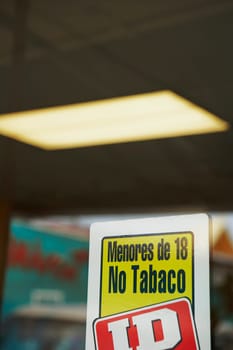 Menores de 18
No Tabaco
ID